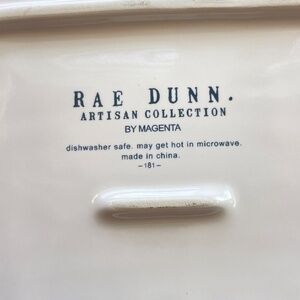 RAE DUNN.
ARTISAN COLLECTION
BY MAGENTA
dishwasher safe. may get hot in microwave.
made in china.
–181–